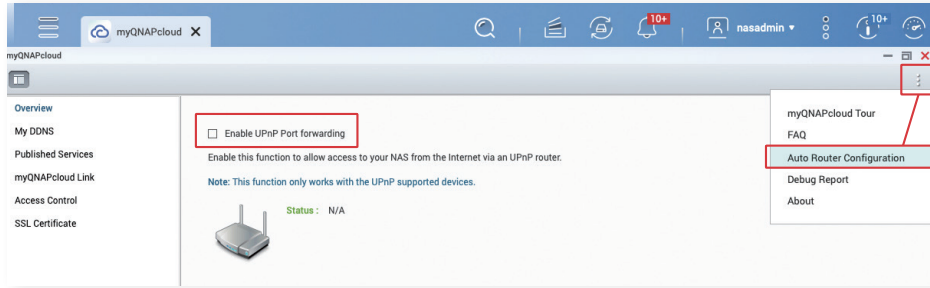 myQNAPcloud X
10+
nasadmin
10+
myQNAPcloud
Overview
My DDNS
Published Services
myQNAPcloud Link
Access Control
SSL Certificate
Enable UPnP Port forwarding
Enable this function to allow access to your NAS from the Internet via an UPnP router.
Note: This function only works with the UPnP supported devices.
Status : N/A
myQNAPcloud Tour
FAQ
Auto Router Configuration
Debug Report
About